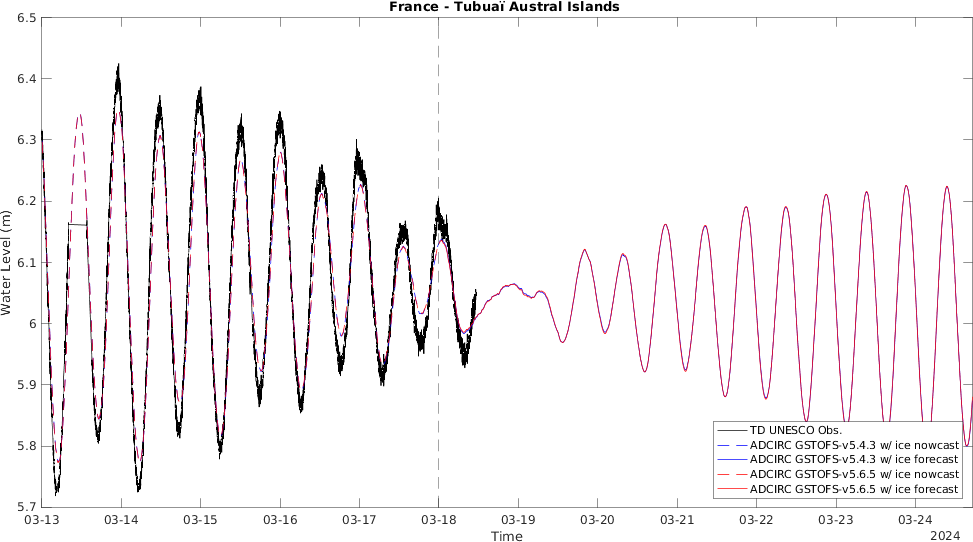 France - Tubuaï Austral Islands
Water Level (m)
6.5
6.4
6.3
6.2
6.1
6
5.9
5.8
5.7
03-13
03-14
03-15
03-16
03-17
03-18
03-19
03-20
03-21
03-22
03-23
03-24
2024
Time
TD UNESCO Obs.
ADCIRC GSTOFS-v5.4.3 w/ ice nowcast
ADCIRC GSTOFS-v5.4.3 w/ ice forecast
ADCIRC GSTOFS-v5.6.5 w/ ice nowcast
ADCIRC GSTOFS-v5.6.5 w/ ice forecast